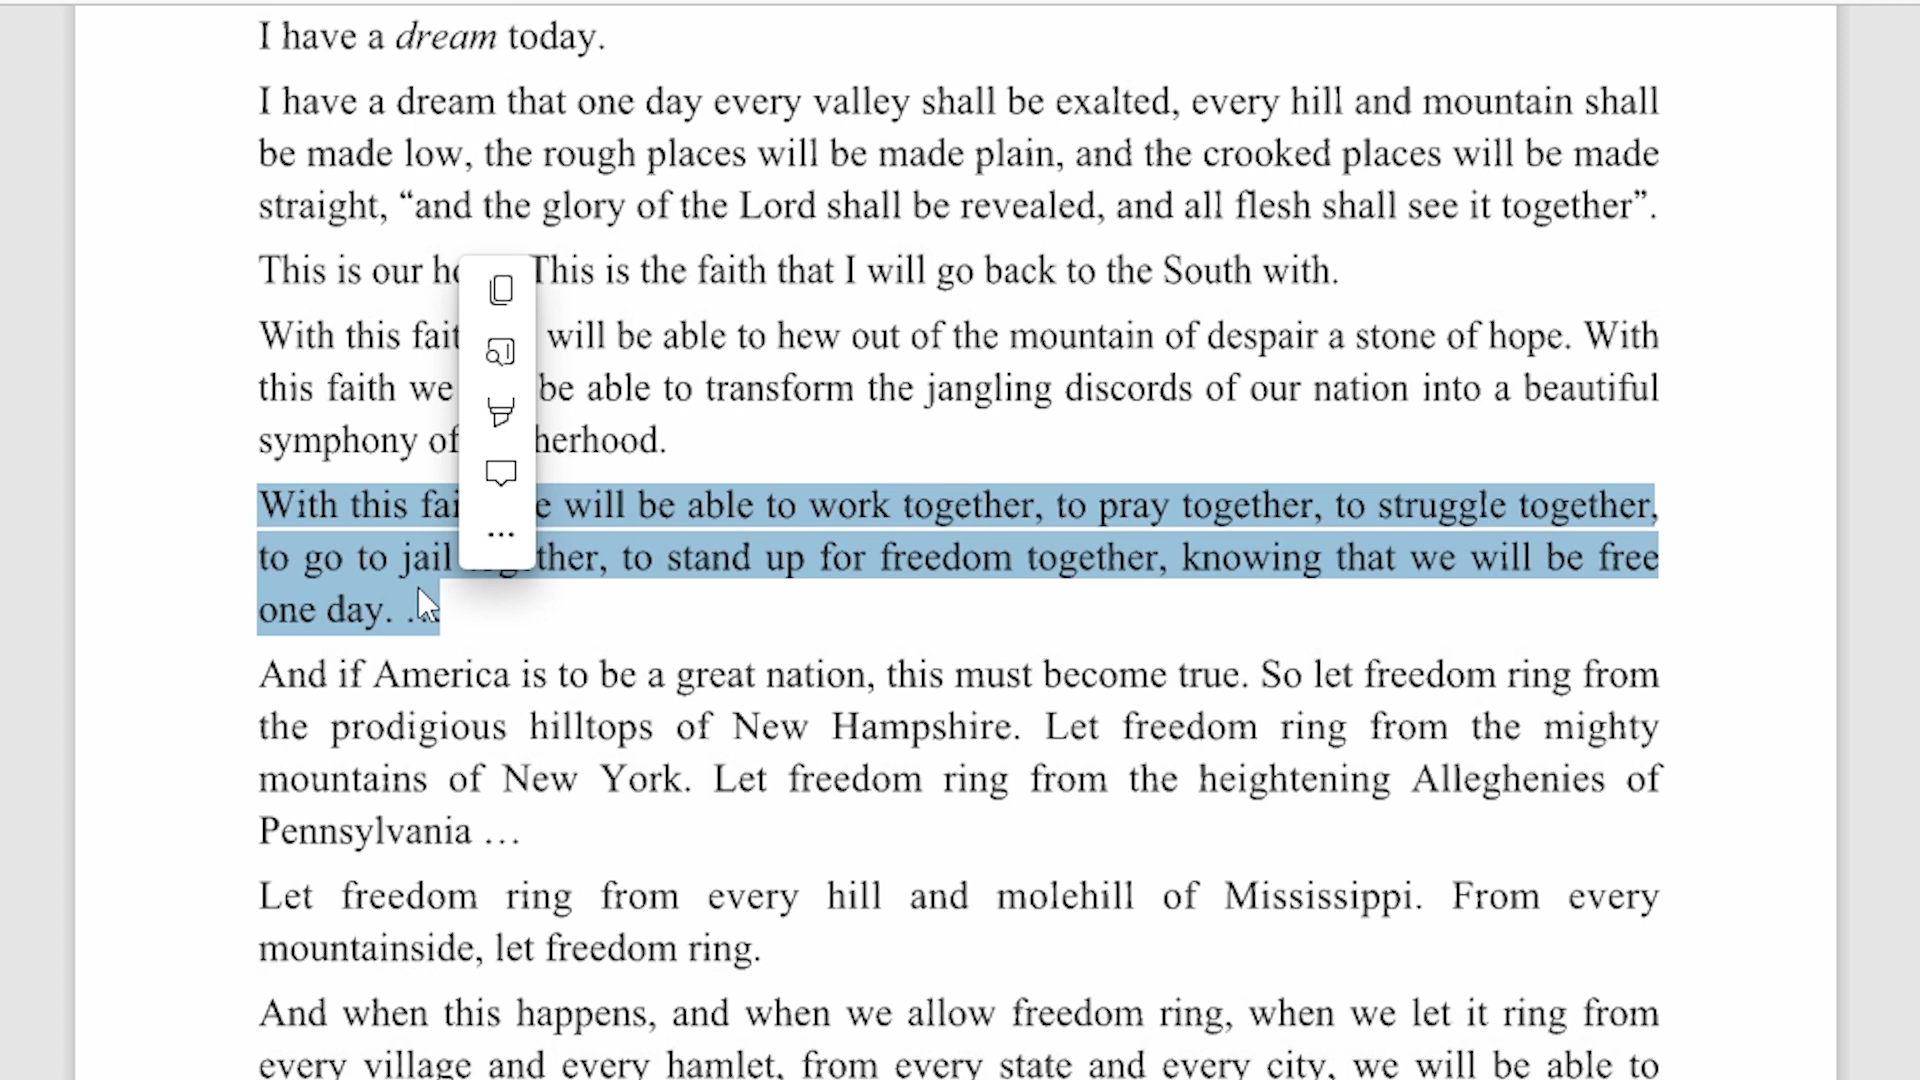 I have a dream today.
I have a dream that one day every valley shall be exalted, every hill and mountain shall
be made low, the rough places will be made plain, and the crooked places will be made
straight, “and the glory of the Lord shall be revealed, and all flesh shall see it together”.
This is our This is the faith that I will go back to the South with.
With this will be able to hew out of the mountain of despair a stone of hope. With
this faith we be able to transform the jangling discords of our nation into a beautiful
symphony of herhood.
With this will be able to work together, to pray together, to struggle together,
to go to jail ther, to stand up for freedom together, knowing that we will be free
one day.
And if America is to be a great nation, this must become true. So let freedom ring from
the prodigious hilltops of New Hampshire. Let freedom ring from the mighty
mountains of New York. Let freedom ring from the heightening Alleghenies of
Pennsylvania …
Let freedom ring from every hill and molehill of Mississippi. From every
mountainside, let freedom ring.
And when this happens, and when we allow freedom ring, when we let it ring from
every village and every hamlet, from every state and every city, we will be able to